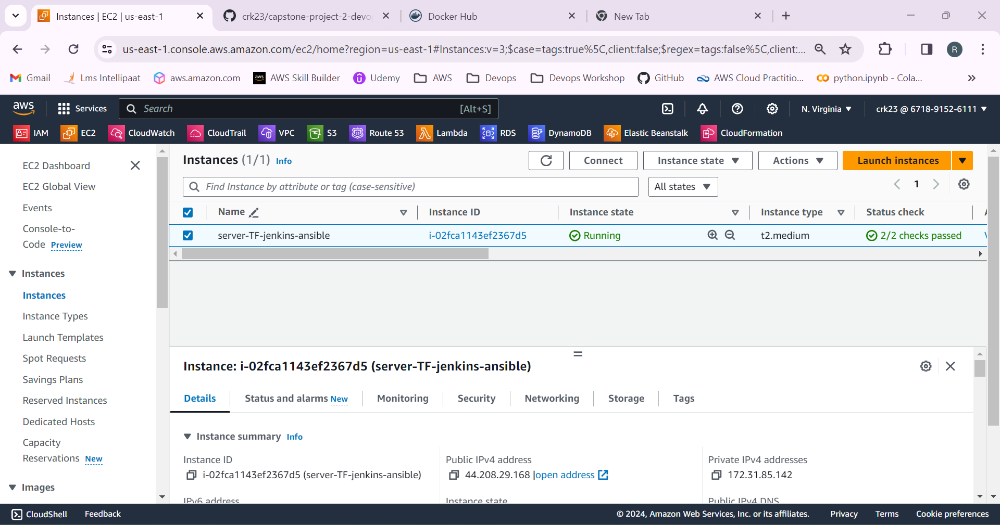 Instances | EC2 | us-east-1
crk23/capstone-project-2-devo
Docker Hub
New Tab
us-east-1.console.aws.amazon.com/ec2/home?region=us-east-1#Instances:v=3;$case=tags:true%5C,client:false;$regex=tags:false%5C,client:...
R
Gmail
Lms Intellipaat
aws.amazon.com
aws
AWS Skill Builder
Udemy
AWS
Devops
Devops Workshop
GitHub
AWS Cloud Practitio...
python.ipynb - Cola...
aws
Services
Search
[Alt+S]
N. Virginia
crk23 @ 6718-9152-6111
IAM
EC2
CloudWatch
CloudTrail
VPC
S3
53
Route 53
Lambda
RDS
DynamoDB
Elastic Beanstalk
CloudFormation
EC2 Dashboard
EC2 Global View
Events
Console-to-
Code Preview
Instances
Instances
Instance Types
Launch Templates
Spot Requests
Savings Plans
Reserved Instances
Dedicated Hosts
Capacity
Reservations New
Images
Instances (1/1) Info
Connect
Instance state
Actions
Launch instances
Find Instance by attribute or tag (case-sensitive)
All states
1
Name
Instance ID
Instance state
Instance type
Status check
server-TF-jenkins-ansible
i-02fca1143ef2367d5
Running
t2.medium
2/2 checks passed
Instance: i-02fca1143ef2367d5 (server-TF-jenkins-ansible)
Details
Status and alarms New
Monitoring
Security
Networking
Storage
Tags
Instance summary Info
Instance ID
i-02fca1143ef2367d5 (server-TF-jenkins-ansible)
Public IPv4 address
44.208.29.168 |open address
Private IPv4 addresses
172.31.85.142
IPv6 address
Instance state
Public IPv4 DNS
CloudShell
Feedback
© 2024, Amazon Web Services, Inc. or its affiliates.
Privacy
Terms
Cookie preferences